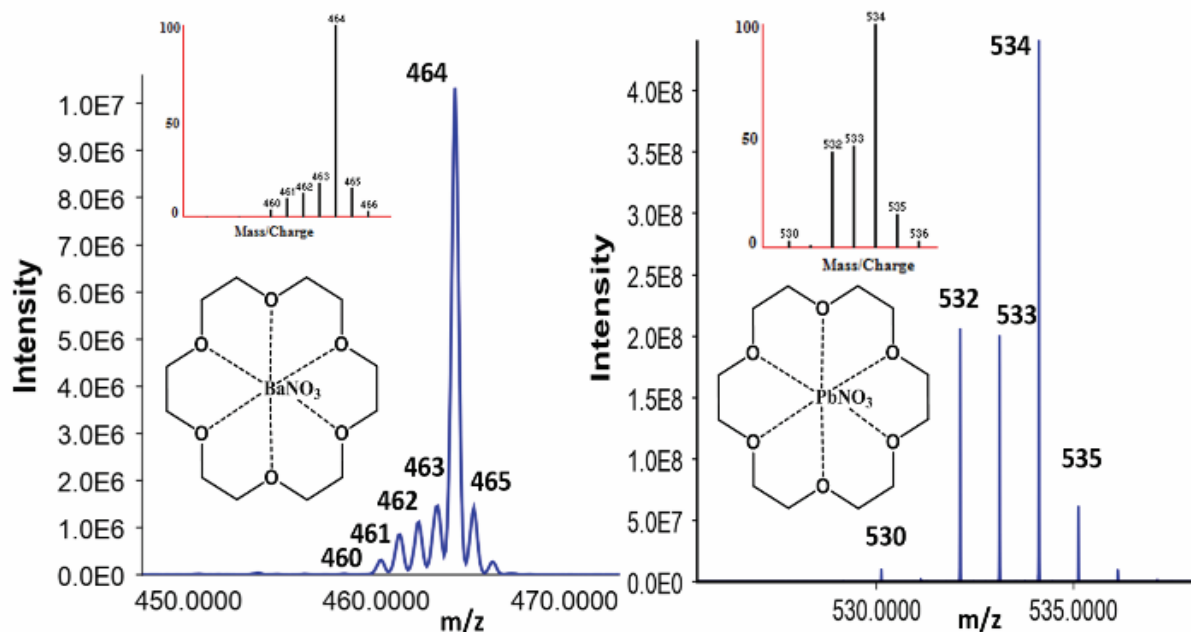 100
50
0
460
461
462
463
464
465
466
Mass/Charge
1.0E7
9.0E6
8.0E6
7.0E6
6.0E6
5.0E6
4.0E6
3.0E6
2.0E6
1.0E6
0.0E0
Intensity
464
463
465
462
461
460
O
O
O
BaNO3
O
O
O
450.0000
460.0000
470.0000
m/z
100
50
0
530
532
533
534
535
536
Mass/Charge
4.0E8
3.5E8
3.0E8
2.5E8
2.0E8
1.5E8
1.0E8
5.0E7
0.0E0
Intensity
534
532
533
535
530
O
O
O
PbNO3
O
O
O
530.0000
535.0000
m/z